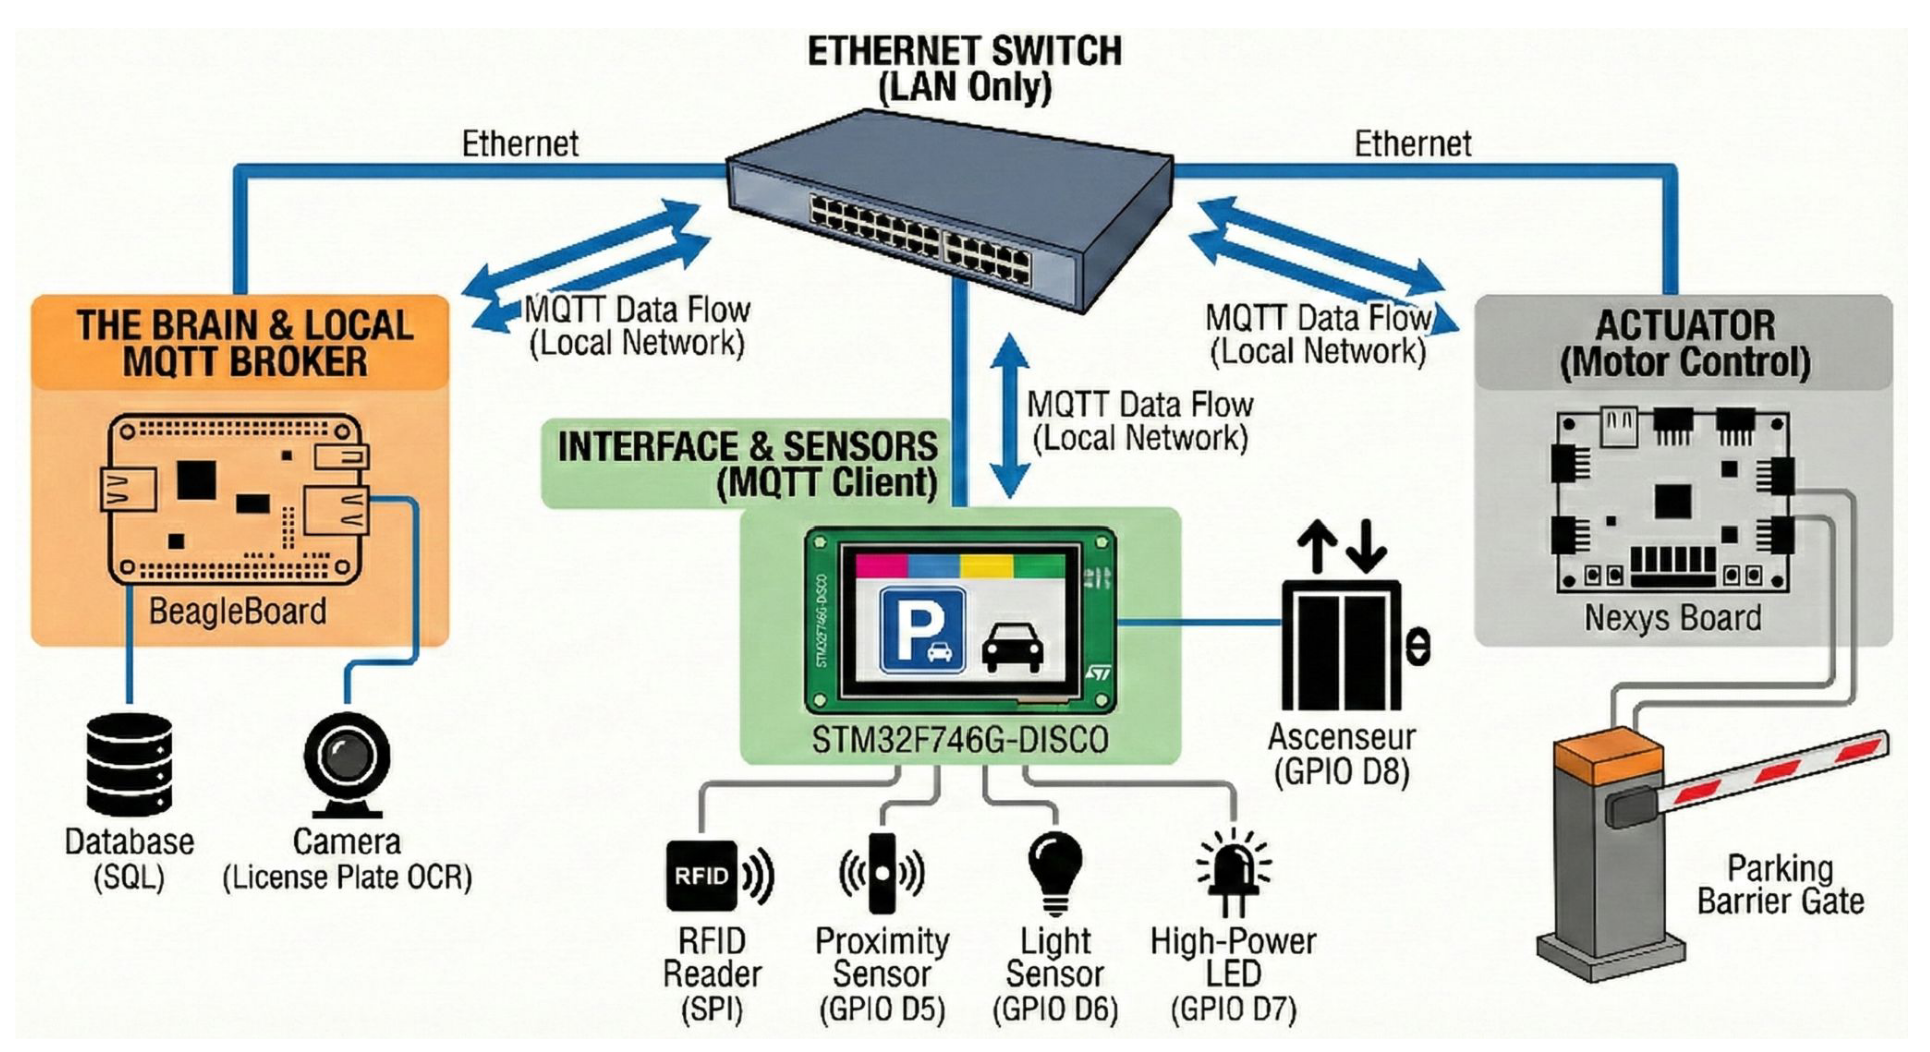 ETHERNET SWITCH
(LAN Only)
Ethernet
Ethernet
MQTT Data Flow
(Local Network)
MQTT Data Flow
(Local Network)
MQTT Data Flow
(Local Network)
THE BRAIN & LOCAL
MQTT BROKER
BeagleBoard
Database
(SQL)
Camera
(License Plate OCR)
INTERFACE & SENSORS
(MQTT Client)
STM32F746G-DISCO
P
ST
STM32F746G-DISCO
Ascenseur
(GPIO D8)
RFID
RFID
Reader
(SPI)
Proximity
Sensor
(GPIO D5)
Light
Sensor
(GPIO D6)
High-Power
LED
(GPIO D7)
ACTUATOR
(Motor Control)
Nexys Board
Parking
Barrier Gate